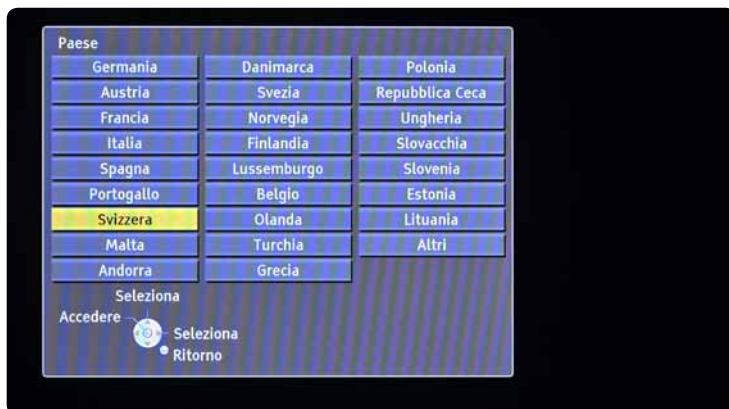 Paese
Germania Danimarca Polonia
Austria Svezia Repubblica Ceca
Francia Norvegia Ungheria
Italia Finlandia Slovacchia
Spagna Lussemburgo Slovenia
Portogallo Belgio Estonia
Svizzera Olanda Lituania
Malta Turchia Altri
Andorra Grecia
Seleziona
Accedere
Seleziona
Ritorno